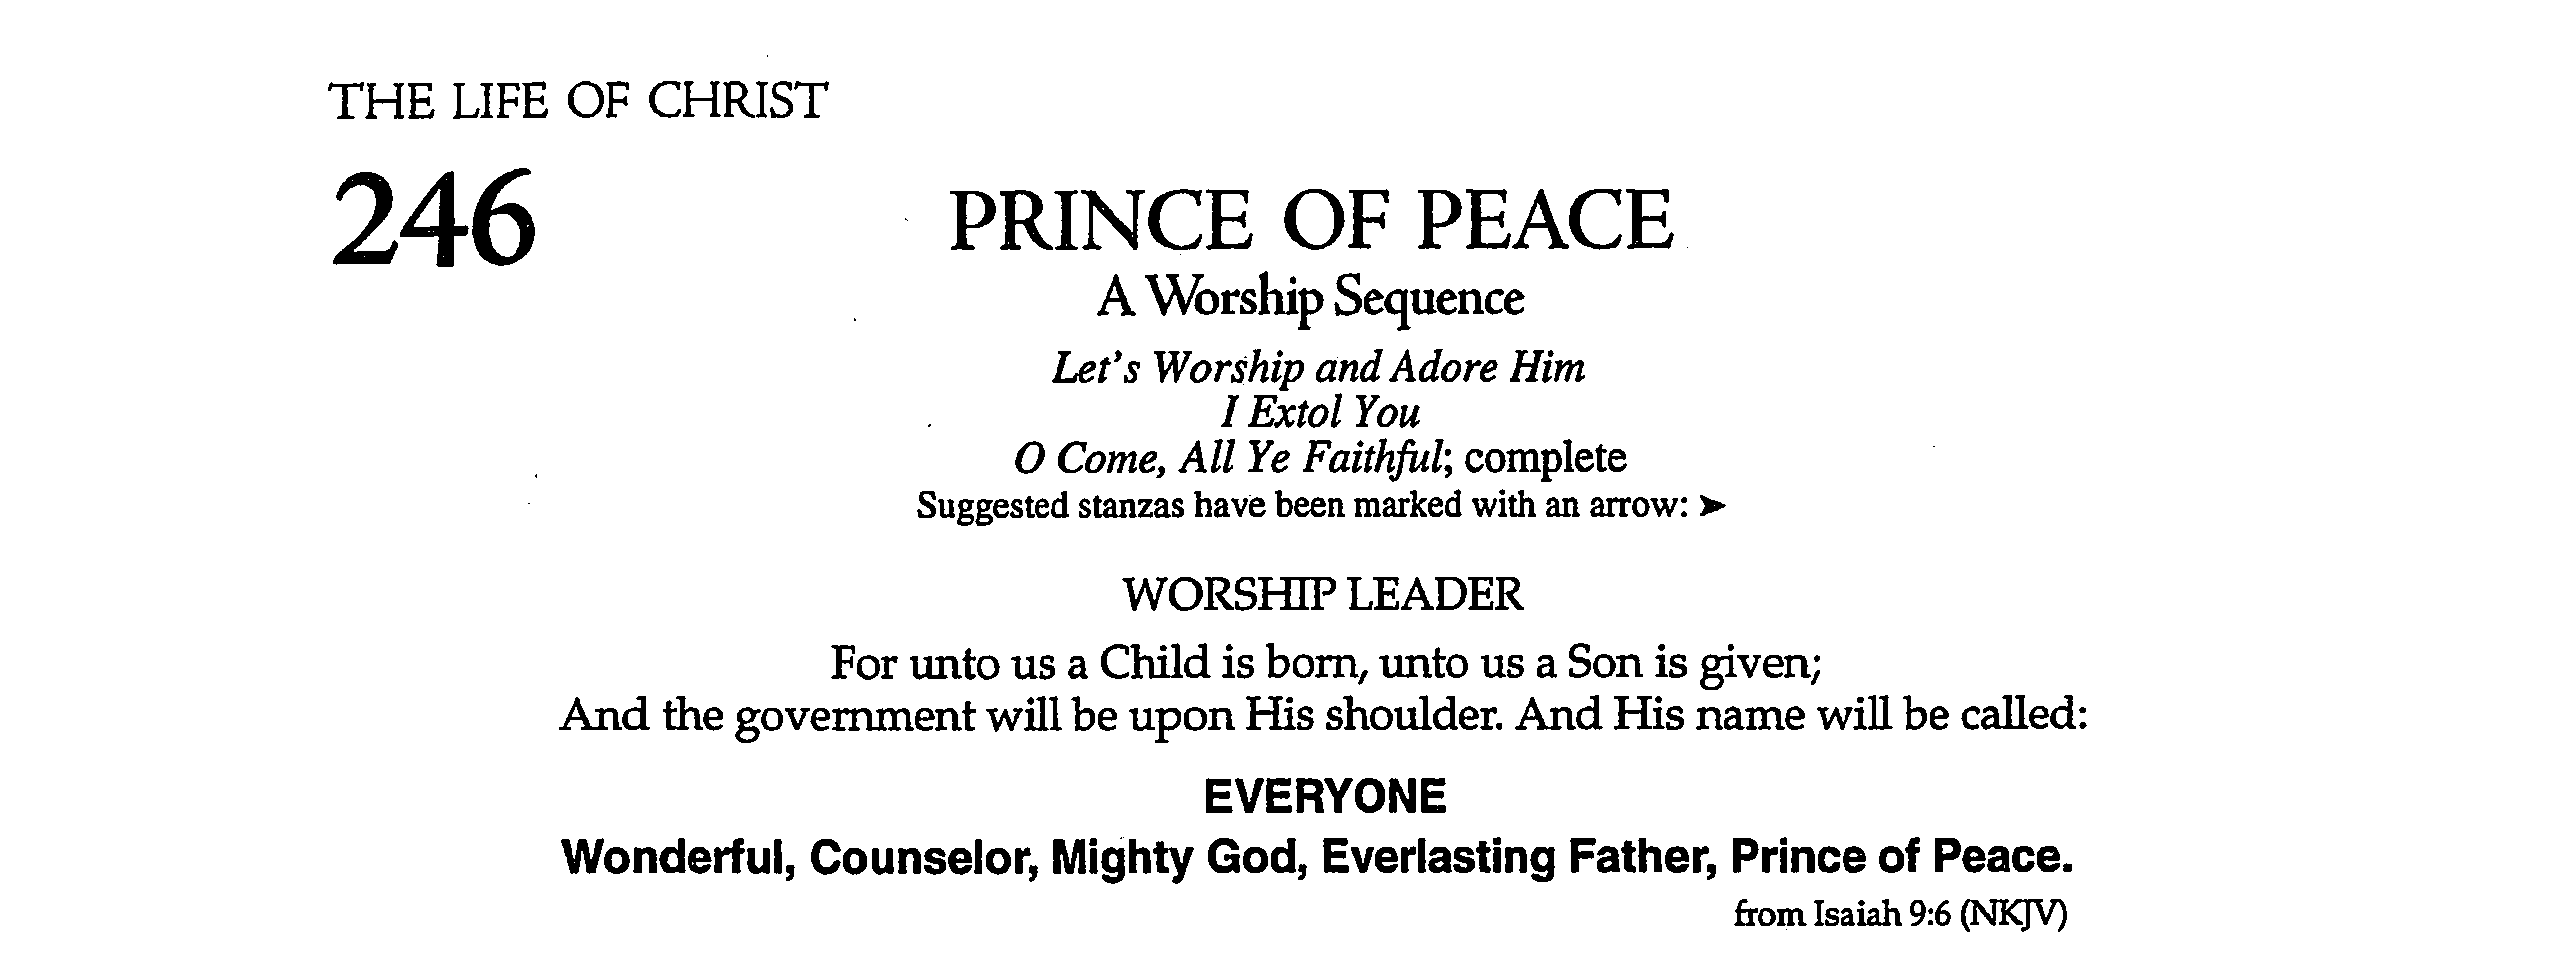 THE LIFE OF CHRIST
246
PRINCE OF PEACE
A Worship Sequence
Let's Worship and Adore Him
I Extol You
O Come, All Ye Faithful; complete
Suggested stanzas have been marked with an arrow: ➤
WORSHIP LEADER
For unto us a Child is born, unto us a Son is given;
And the government will be upon His shoulder. And His name will be called:
EVERYONE
Wonderful, Counselor, Mighty God, Everlasting Father, Prince of Peace.
from Isaiah 9:6 (NKJV)